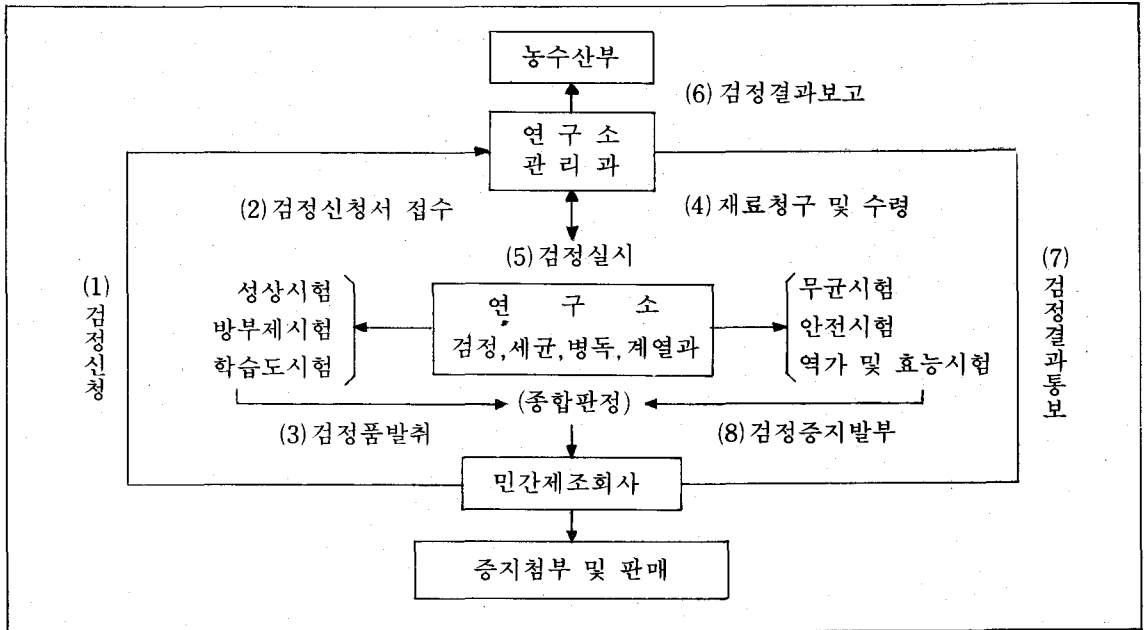 농수산부
(6) 검정결과보고
연 구 소
관 리 과
(2) 검정신청서 접수
(4) 재료청구 및 수령
(5) 검정실시
(1) 검정신청
성상시험
방부제시험
학습도시험
연 구 소
검정, 세균, 병독, 계열과
무균시험
안전시험
역가 및 효능시험
(7) 검정결과통보
(종합판정)
(3) 검정품발취
(8) 검정증지발부
민간제조회사
증지첨부 및 판매